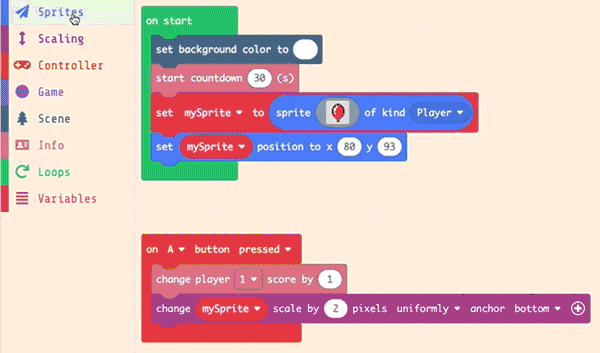 Sprites
Scaling
Controller
Game
Scene
Info
Loops
Variables
on start
set background color to
start countdown 30 (s)
set mySprite to sprite of kind Player
set mySprite position to x 80 y 93
on A button pressed
change player 1 score by 1
change mySprite scale by 2 pixels uniformly anchor bottom